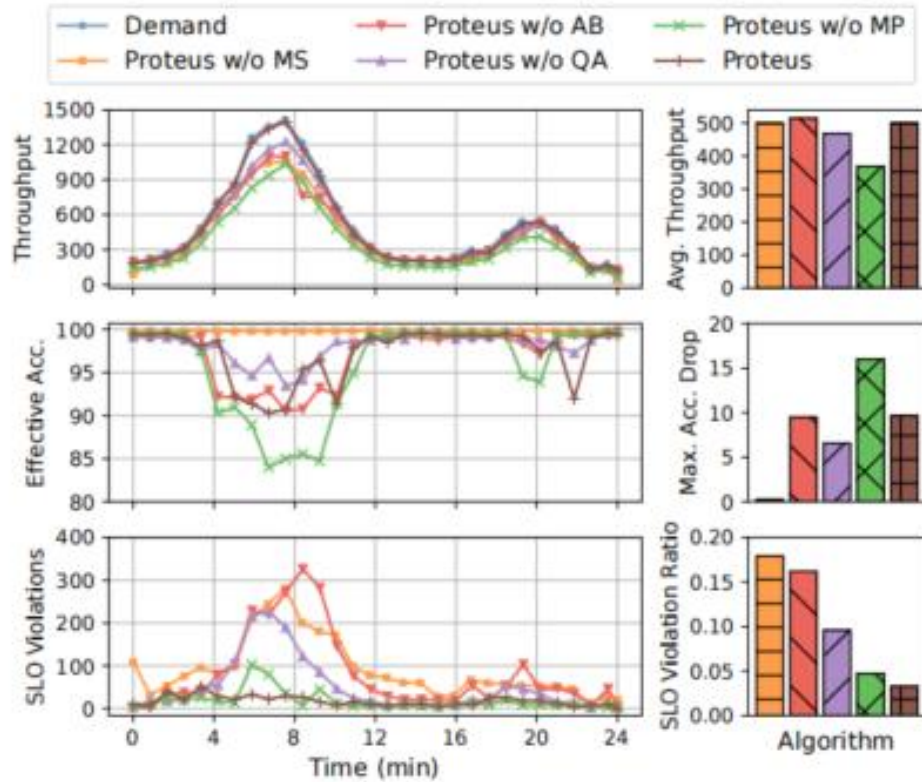 Demand Proteus w/o AB Proteus w/o MP
Proteus w/o MS Proteus w/o QA Proteus
Throughput
1500
1200
900
600
300
0
Avg. Throughput
500
400
300
200
100
0
Effective Acc.
100
95
90
85
80
Max. Acc. Drop
20
15
10
5
0
SLO Violations
400
300
200
100
0
0 4 8 12 16 20 24
Time (min)
SLO Violation Ratio
0.20
0.15
0.10
0.05
0.00
Algorithm